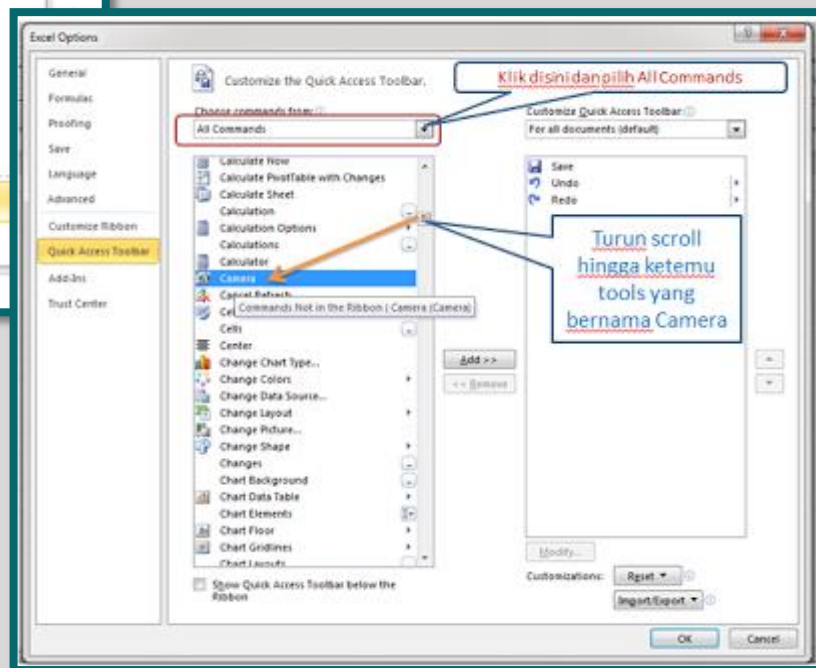 Excel Options
General
Formulas
Proofing
Save
Language
Advanced
Customize Ribbon
Quick Access Toolbar
Add-Ins
Trust Center
Customize the Quick Access Toolbar.
Klik disini dan pilih All Commands
Choose commands from:
All Commands
Customize Quick Access Toolbar:
For all documents (default)
Calculate Now
Calculate PivotTable with Changes
Calculate Sheet
Calculation
Calculation Options
Calculations
Calculator
Camera
Cancel Refresh
Commands Not in the Ribbon | Camera (Camera)
Cells
Center
Change Chart Type...
Change Colors
Change Data Source...
Change Layout
Change Picture...
Change Shape
Changes
Chart Background
Chart Data Table
Chart Elements
Chart Floor
Chart Gridlines
Chart Layouts
Show Quick Access Toolbar below the
Ribbon
Add >>
<< Remove
Save
Undo
Redo
Turun scroll
hingga ketemu
tools yang
bernama Camera
Modify...
Customizations:
Reset
Import/Export
OK
Cancel